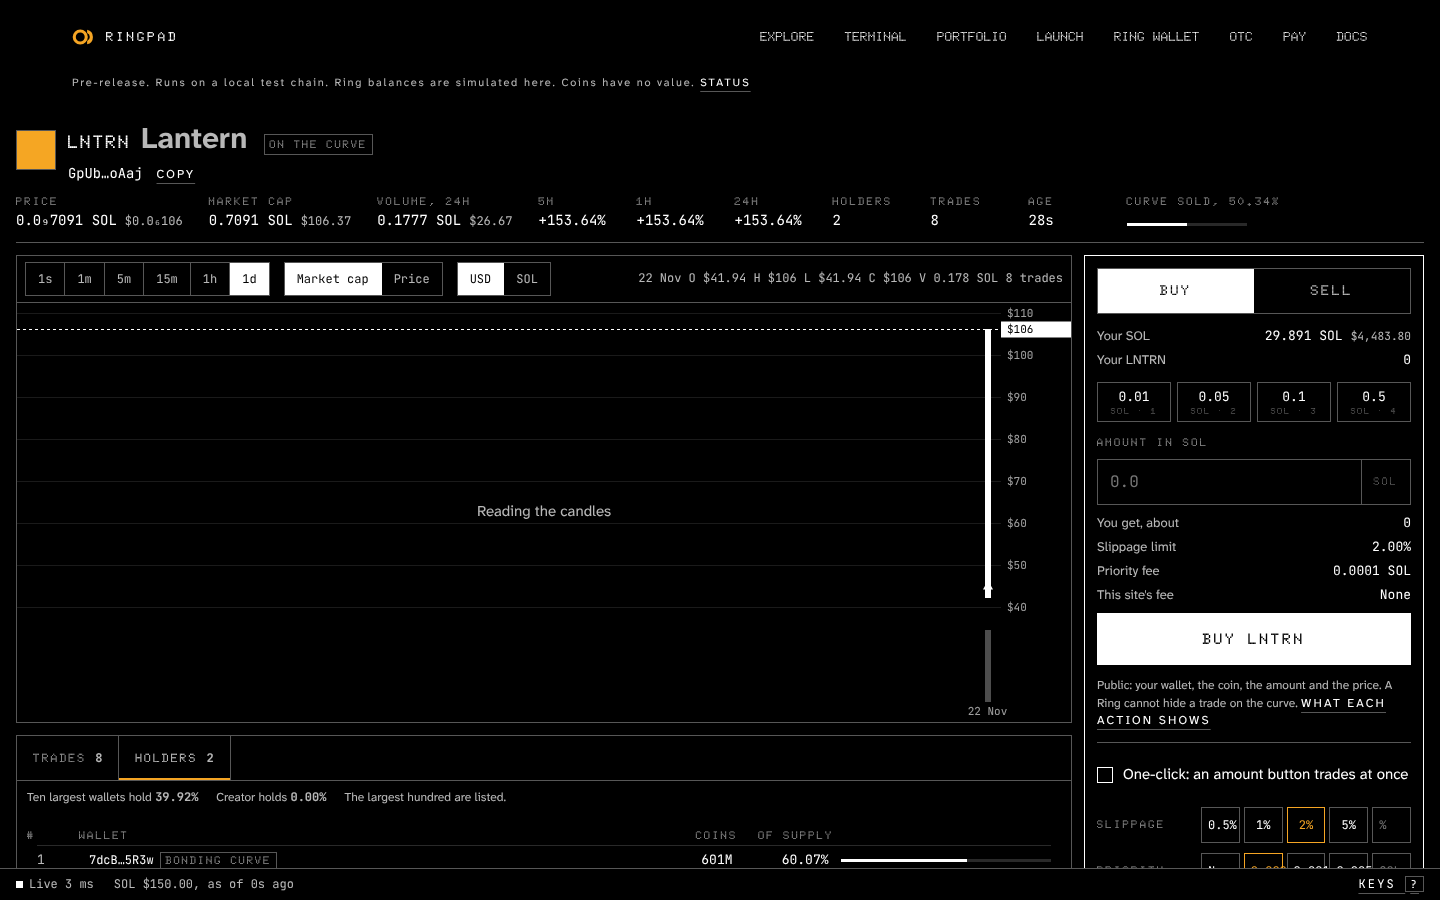 RINGPAD
EXPLORE TERMINAL PORTFOLIO LAUNCH RING WALLET OTC PAY DOCS
Pre-release. Runs on a local test chain. Ring balances are simulated here. Coins have no value. STATUS
LNTRN Lantern ON THE CURVE
GpUb…oAaj COPY
PRICE MARKET CAP VOLUME, 24H 5M 1H 24H HOLDERS TRADES AGE CURVE SOLD, 50.34%
0.0₉7091 SOL $0.0₆106 0.7091 SOL $106.37 0.1777 SOL $26.67 +153.64% +153.64% +153.64% 2 8 28s
1s 1m 5m 15m 1h 1d Market cap Price USD SOL 22 Nov O $41.94 H $106 L $41.94 C $106 V 0.178 SOL 8 trades
$110
$106
$100
$90
$80
$70
Reading the candles
$60
$50
$40
22 Nov
TRADES 8 HOLDERS 2
Ten largest wallets hold 39.92% Creator holds 0.00% The largest hundred are listed.
# WALLET COINS OF SUPPLY
1 7dcB…5R3w BONDING CURVE 601M 60.07%
BUY SELL
Your SOL 29.891 SOL $4,483.80
Your LNTRN 0
0.01 0.05 0.1 0.5
SOL · 1 SOL · 2 SOL · 3 SOL · 4
AMOUNT IN SOL
0.0 SOL
You get, about 0
Slippage limit 2.00%
Priority fee 0.0001 SOL
This site's fee None
BUY LNTRN
Public: your wallet, the coin, the amount and the price. A
Ring cannot hide a trade on the curve. WHAT EACH
ACTION SHOWS
One-click: an amount button trades at once
SLIPPAGE 0.5% 1% 2% 5% %
Live 3 ms SOL $150.00, as of 0s ago KEYS ?